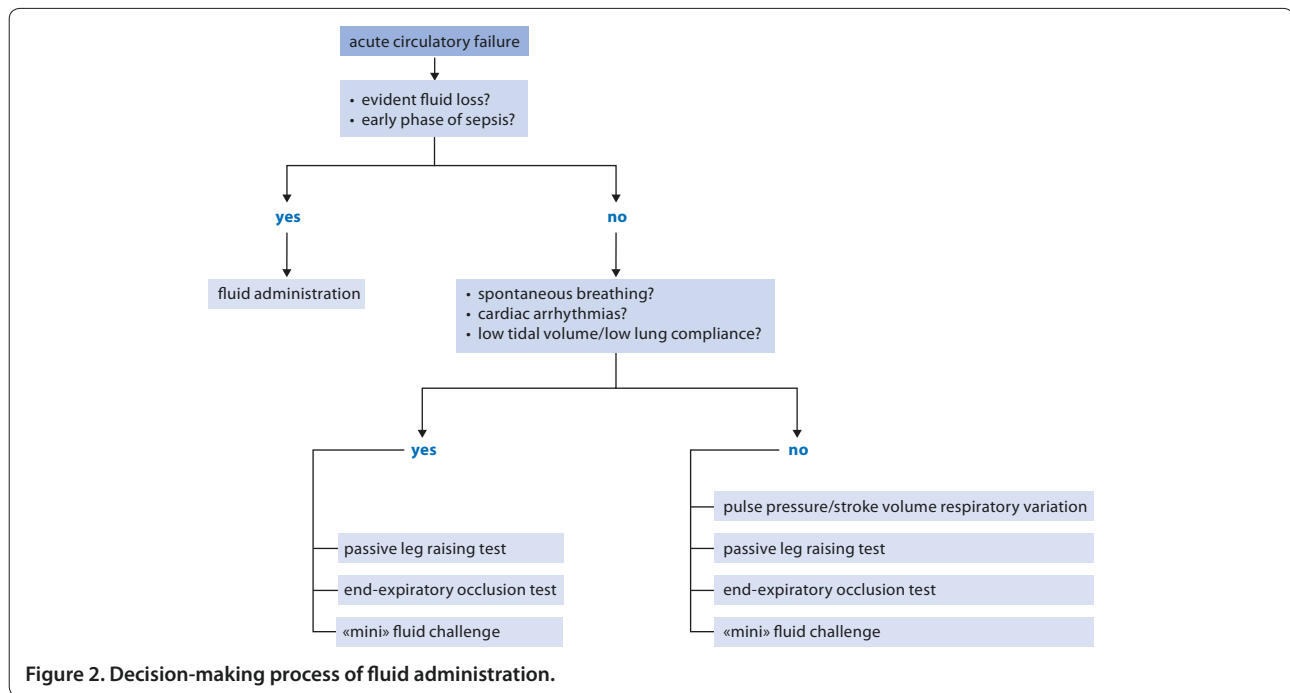 acute circulatory failure
• evident fluid loss?
• early phase of sepsis?
yes
no
fluid administration
• spontaneous breathing?
• cardiac arrhythmias?
• low tidal volume/low lung compliance?
yes
no
pulse pressure/stroke volume respiratory variation
passive leg raising test
passive leg raising test
end-expiratory occlusion test
end-expiratory occlusion test
«mini» fluid challenge
«mini» fluid challenge
Figure 2. Decision-making process of fluid administration.